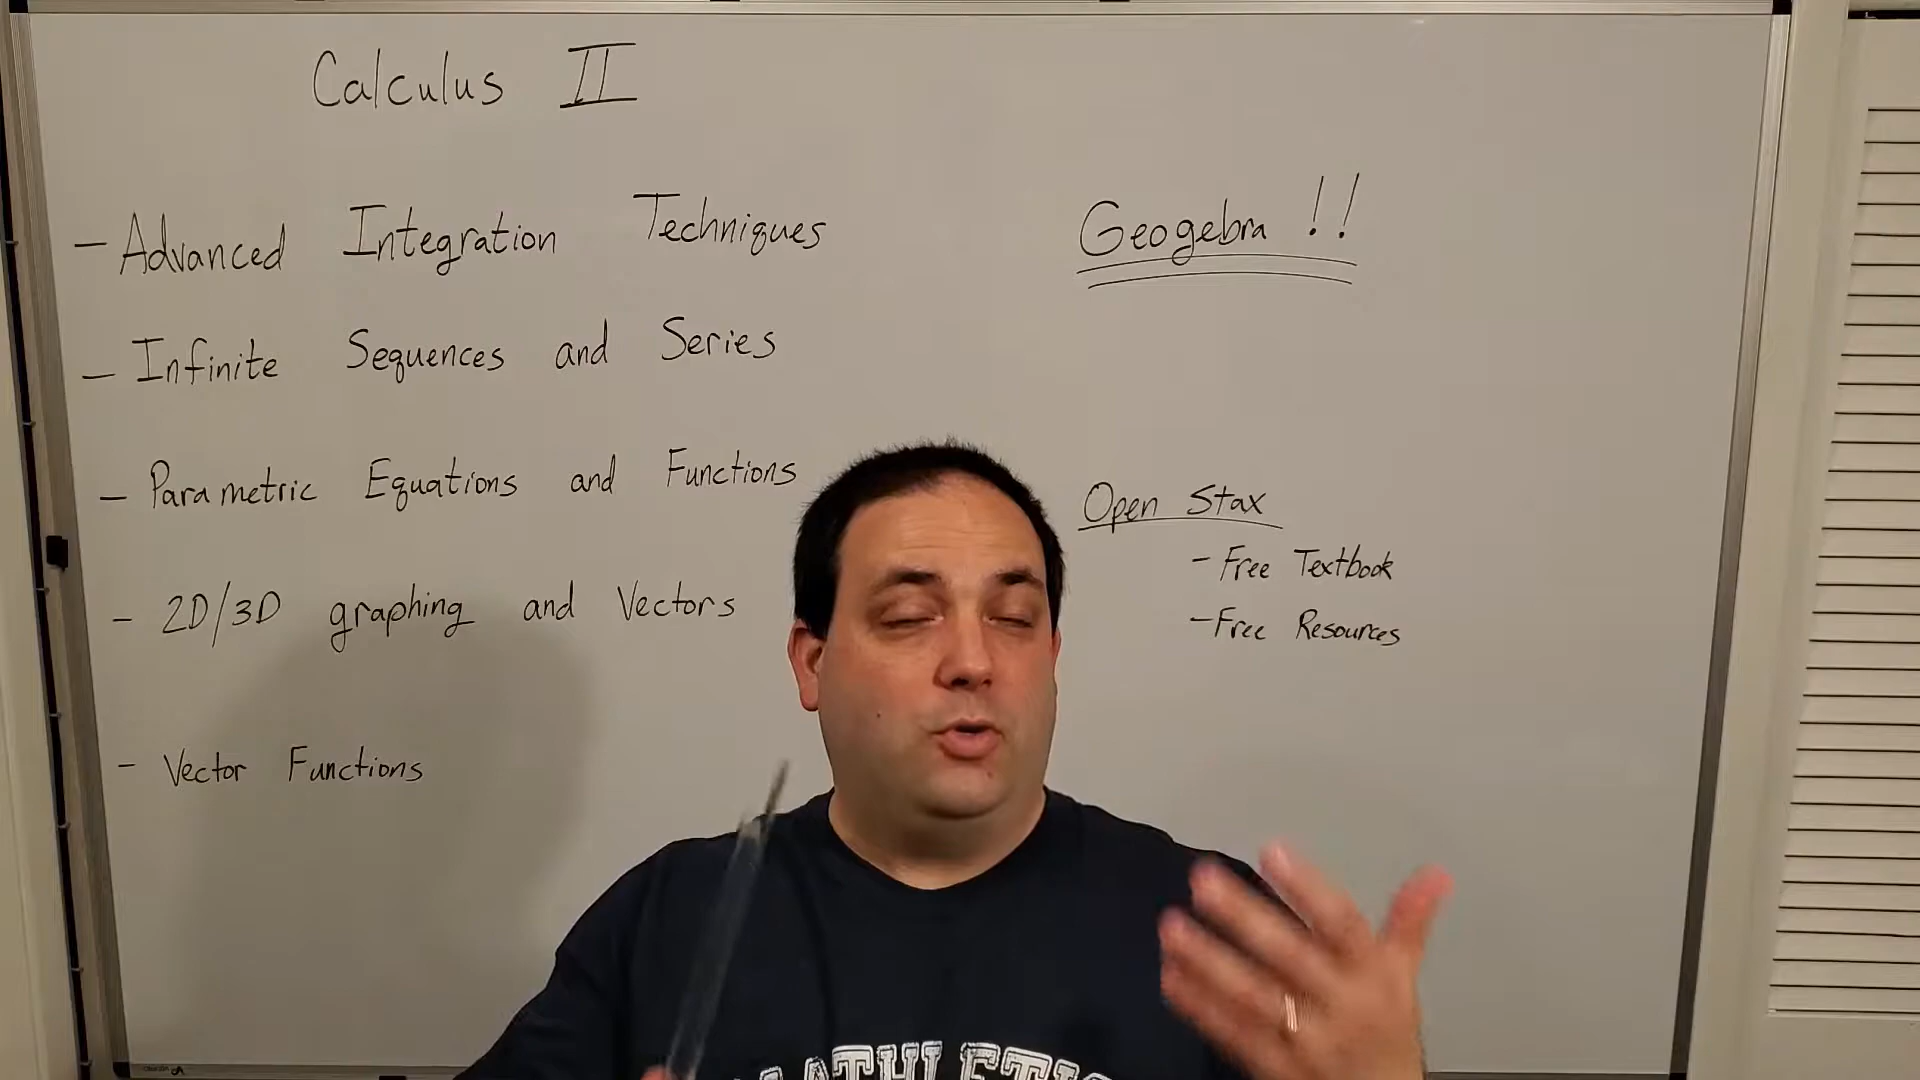 Calculus II
- Advanced Integration Techniques
- Infinite Sequences and Series
- Parametric Equations and Functions
- 2D/3D graphing and Vectors
- Vector Functions
Geogebra !!
Open Stax
- Free Textbook
- Free Resources